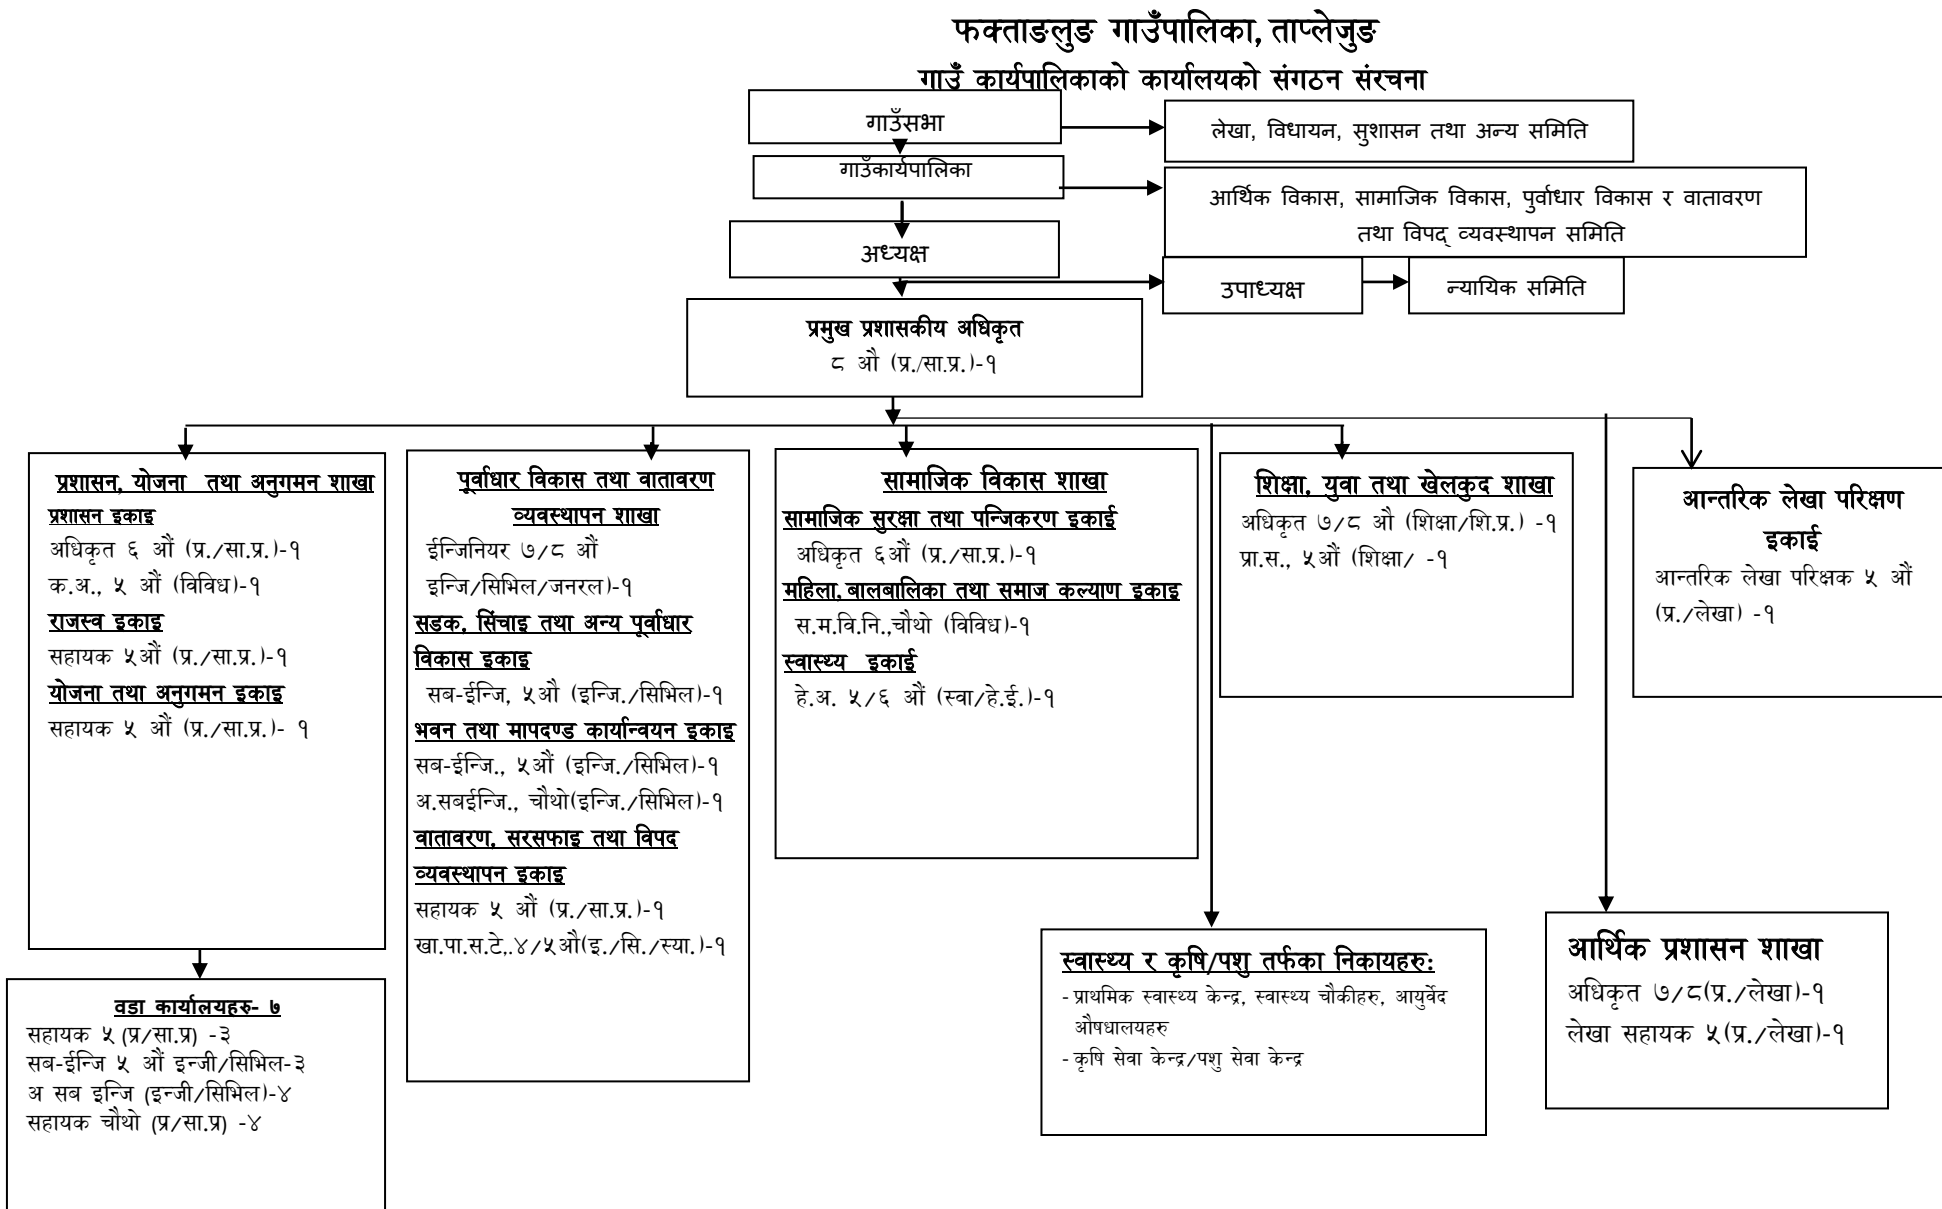 फक्ताङलुङ गाउँपालिका, ताप्लेजुङ
गाउँ कार्यपालिकाको कार्यालयको संगठन संरचना
गाउँसभा
लेखा, विधायन, सुशासन तथा अन्य समिति
गाउँकार्यपालिका
आर्थिक विकास, सामाजिक विकास, पुर्वाधार विकास र वातावरण
तथा विपद् व्यवस्थापन समिति
अध्यक्ष
उपाध्यक्ष
न्यायिक समिति
प्रमुख प्रशासकीय अधिकृत
८ औ (प्र./सा.प्र.)-१
प्रशासन, योजना तथा अनुगमन शाखा
प्रशासन इकाइ
अधिकृत ६ औं (प्र./सा.प्र.)-१
क.अ., ५ औं (विविध)-१
राजस्व इकाइ
सहायक ५औं (प्र./सा.प्र.)-१
योजना तथा अनुगमन इकाइ
सहायक ५ औं (प्र./सा.प्र.)- १
पूर्वाधार विकास तथा वातावरण
व्यवस्थापन शाखा
ईन्जिनियर ७/८ औं
इन्जि/सिभिल/जनरल)-१
सडक, सिंचाइ तथा अन्य पूर्वाधार
विकास इकाइ
सब-ईन्जि, ५औ (इन्जि./सिभिल)-१
भवन तथा मापदण्ड कार्यान्वयन इकाइ
सब-ईन्जि., ५औं (इन्जि./सिभिल)-१
अ.सबईन्जि., चौथो(इन्जि./सिभिल)-१
वातावरण, सरसफाइ तथा विपद
व्यवस्थापन इकाइ
सहायक ५ औं (प्र./सा.प्र.)-१
खा.पा.स.टे,.४/५औ(इ./सि./स्या.)-१
सामाजिक विकास शाखा
सामाजिक सुरक्षा तथा पन्जिकरण इकाई
अधिकृत ६औं (प्र./सा.प्र.)-१
महिला, बालबालिका तथा समाज कल्याण इकाइ
स.म.वि.नि.,चौथो (विविध)-१
स्वास्थ्य इकाई
हे.अ. ५/६ औं (स्वा/हे.ई.)-१
शिक्षा, युवा तथा खेलकुद शाखा
अधिकृत ७/८ औ (शिक्षा/शि.प्र.) -१
प्रा.स., ५औं (शिक्षा/ -१
आन्तरिक लेखा परिक्षण
इकाई
आन्तरिक लेखा परिक्षक ५ औं
(प्र./लेखा) -१
वडा कार्यालयहरु- ७
सहायक ५ (प्र/सा.प्र) -३
सब-ईन्जि ५ औं इन्जी/सिभिल-३
अ सब इन्जि (इन्जी/सिभिल)-४
सहायक चौथो (प्र/सा.प्र) -४
स्वास्थ्य र कृषि/पशु तर्फका निकायहरु:
- प्राथमिक स्वास्थ्य केन्द्र, स्वास्थ्य चौकीहरु, आयुर्वेद
औषधालयहरु
- कृषि सेवा केन्द्र/पशु सेवा केन्द्र
आर्थिक प्रशासन शाखा
अधिकृत ७/८(प्र./लेखा)-१
लेखा सहायक ५(प्र./लेखा)-१